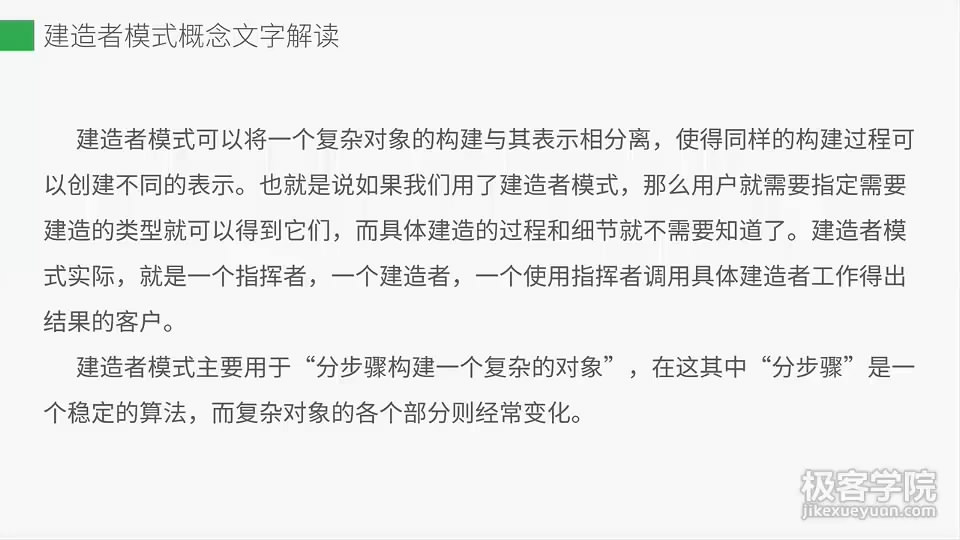 建造者模式概念文字解读
建造者模式可以将一个复杂对象的构建与其表示相分离，使得同样的构建过程可
以创建不同的表示。也就是说如果我们用了建造者模式，那么用户就需要指定需要
建造的类型就可以得到它们，而具体建造的过程和细节就不需要知道了。建造者模
式实际，就是一个指挥者，一个建造者，一个使用指挥者调用具体建造者工作得出
结果的客户。
建造者模式主要用于“分步骤构建一个复杂的对象”，在这其中“分步骤”是一
个稳定的算法，而复杂对象的各个部分则经常变化。
极客学院
jikexueyuan.com